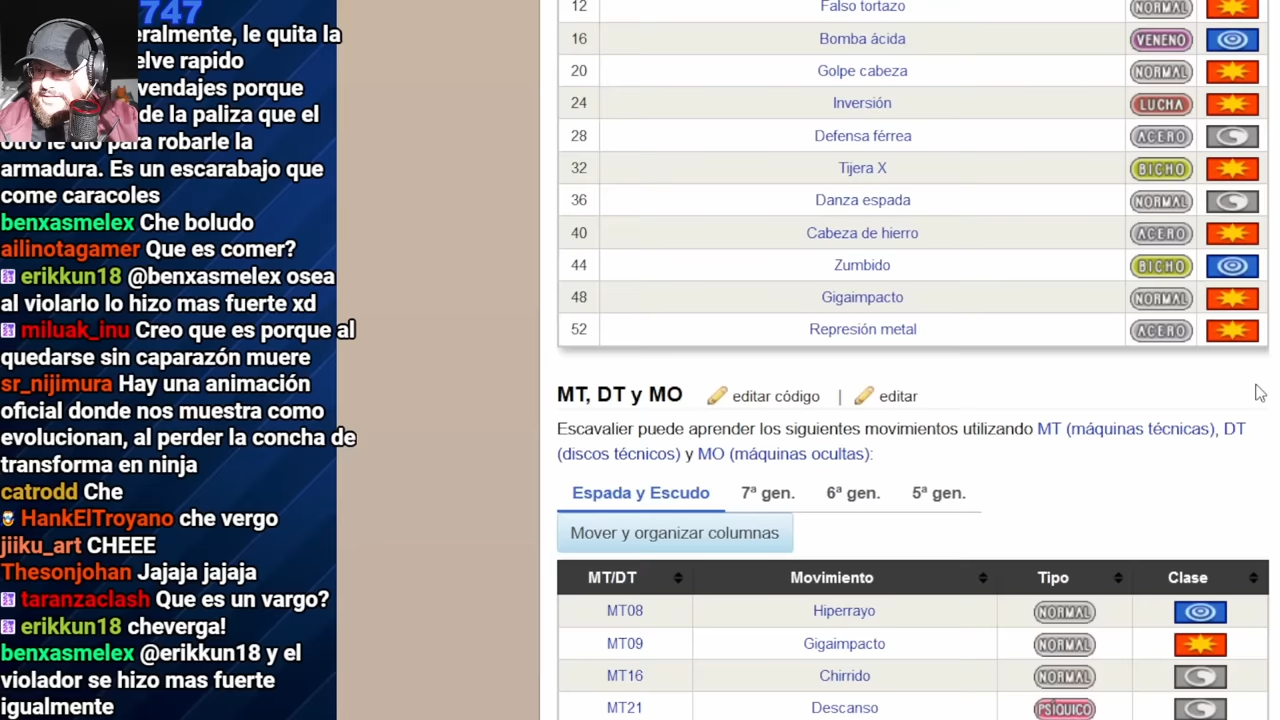 747
eralmente, le quita la
elve rapido
vendajes porque
de la paliza que el
otro le dio para robarle la
armadura. Es un escarabajo que
come caracoles
benxasmelex Che boludo
ailinotagamer Que es comer?
erikkun18 @benxasmelex osea
al violarlo lo hizo mas fuerte xd
miluak_inu Creo que es porque al
quedarse sin caparazón muere
sr_nijimura Hay una animación
oficial donde nos muestra como
evolucionan, al perder la concha de
transforma en ninja
catrodd Che
HankElTroyano che vergo
jiiku_art CHEEE
Thesonjohan Jajaja jajaja
taranzaclash Que es un vargo?
erikkun18 cheverga!
benxasmelex @erikkun18 y el
violador se hizo mas fuerte
igualmente
12 Falso tortazo NORMAL
16 Bomba ácida VENENO
20 Golpe cabeza NORMAL
24 Inversión LUCHA
28 Defensa férrea ACERO
32 Tijera X BICHO
36 Danza espada NORMAL
40 Cabeza de hierro ACERO
44 Zumbido BICHO
48 Gigaimpacto NORMAL
52 Represión metal ACERO
MT, DT y MO editar código | editar
Escavalier puede aprender los siguientes movimientos utilizando MT (máquinas técnicas), DT
(discos técnicos) y MO (máquinas ocultas):
Espada y Escudo 7ª gen. 6ª gen. 5ª gen.
Mover y organizar columnas
MT/DT Movimiento Tipo Clase
MT08 Hiperrayo NORMAL
MT09 Gigaimpacto NORMAL
MT16 Chirrido NORMAL
MT21 Descanso PSÍQUICO